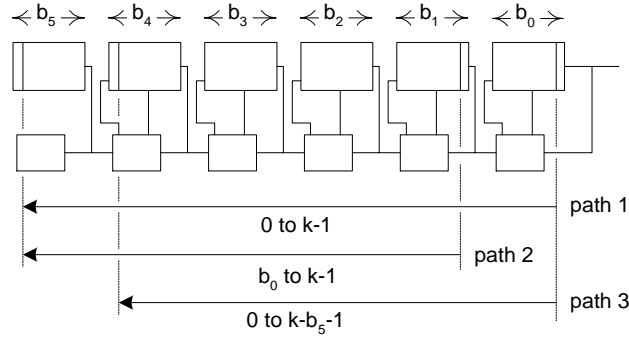 b₅ b₄ b₃ b₂ b₁ b₀
path 1
0 to k-1
path 2
b₀ to k-1
path 3
0 to k-b₅-1